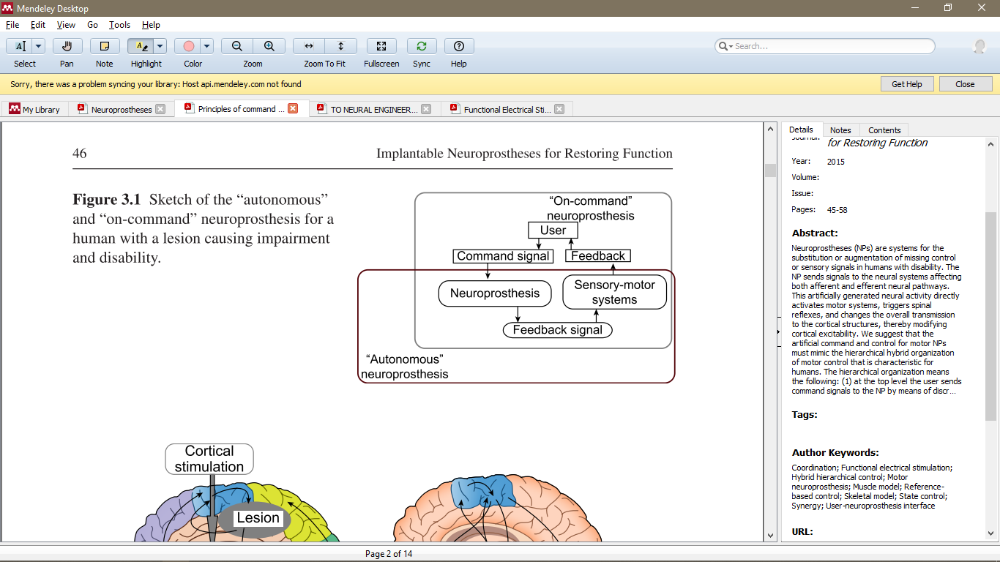 Mendeley Desktop
File Edit View Go Tools Help
Search...
Select Pan Note Highlight Color Zoom Zoom To Fit Fullscreen Sync Help
Sorry, there was a problem syncing your library: Host api.mendeley.com not found
Get Help Close
My Library Neuroprostheses Principles of command ... TO NEURAL ENGINEER... Functional Electrical Sti...
46 Implantable Neuroprostheses for Restoring Function
Figure 3.1 Sketch of the “autonomous”
and “on-command” neuroprosthesis for a
human with a lesion causing impairment
and disability.
“On-command”
neuroprosthesis
User
Command signal Feedback
Neuroprosthesis
Sensory-motor
systems
Feedback signal
“Autonomous”
neuroprosthesis
Cortical
stimulation
Lesion
Details Notes Contents
Journal: for Restoring Function
Year: 2015
Volume:
Issue:
Pages: 45-58
Abstract:
Neuroprostheses (NPs) are systems for the
substitution or augmentation of missing control
or sensory signals in humans with disability. The
NP sends signals to the neural systems affecting
both afferent and efferent neural pathways.
This artificially generated neural activity directly
activates motor systems, triggers spinal
reflexes, and changes the overall transmission
to the cortical structures, thereby modifying
cortical excitability. We suggest that the
artificial command and control for motor NPs
must mimic the hierarchical hybrid organization
of motor control that is characteristic for
humans. The hierarchical organization means
the following: (1) at the top level the user sends
command signals to the NP by means of discr...
Tags:
Author Keywords:
Coordination; Functional electrical stimulation;
Hybrid hierarchical control; Motor
neuroprosthesis; Muscle model; Reference-
based control; Skeletal model; State control;
Synergy; User-neuroprosthesis interface
URL:
Page 2 of 14